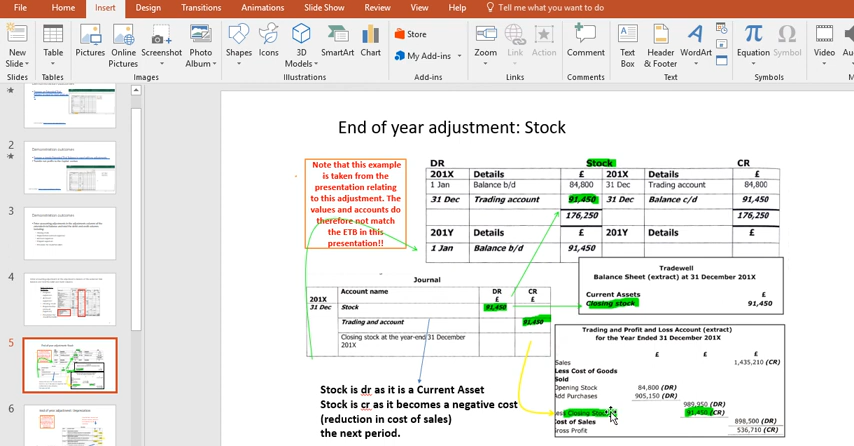 File Home Insert Design Transitions Animations Slide Show Review View Help Tell me what you want to do
New Slide Table Pictures Online Pictures Screenshot Photo Album Shapes Icons 3D Models SmartArt Chart Store My Add-ins Zoom Link Action Comment Text Box Header & Footer WordArt Equation Symbol Video Au
Slides Tables Images Illustrations Add-ins Links Comments Text Symbols
2
3
4
5
6
End of year adjustment: Stock
Note that this example
is taken from the
presentation relating
to this adjustment. The
values and accounts do
therefore not match
the ETB in this
presentation!!
DR Stock CR
201X Details £ 201X Details £
1 Jan Balance b/d 84,800 31 Dec Trading account 84,800
31 Dec Trading account 91,450 31 Dec Balance c/d 91,450
176,250 176,250
201Y Details £ 201Y Details £
1 Jan Balance b/d 91,450
Journal
Account name DR CR
£ £
201X
31 Dec Stock 91,450
Trading and account 91,450
Closing stock at the year-end 31 December
201X
Tradewell
Balance Sheet (extract) at 31 December 201X
Current Assets £
Closing stock 91,450
Trading and Profit and Loss Account (extract)
for the Year Ended 31 December 201X
£ £
Sales 1,435,210 (CR)
Less Cost of Goods
Sold
Opening Stock 84,800 (DR)
Add Purchases 905,150 (DR)
989,950 (DR)
Less Closing Stock 91,450 (CR)
Cost of Sales 898,500 (DR)
Gross Profit 536,710 (CR)
Stock is dr as it is a Current Asset
Stock is cr as it becomes a negative cost
(reduction in cost of sales)
the next period.